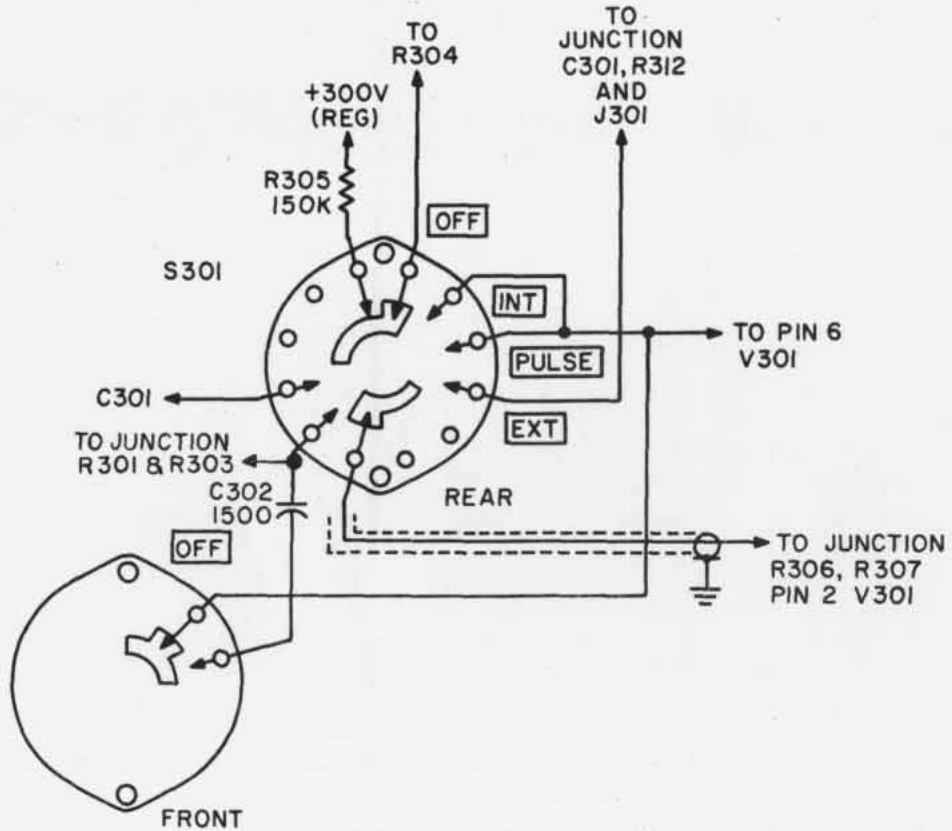 TO
R304
TO
JUNCTION
C301, R312
AND
J301
+300V
(REG)
R305
150K
OFF
S301
INT
TO PIN 6
V301
PULSE
C301
EXT
TO JUNCTION
R301 & R303
C302
1500
REAR
OFF
TO JUNCTION
R306, R307
PIN 2 V301
FRONT